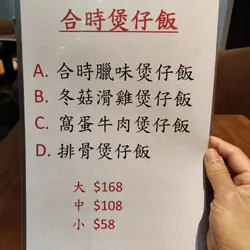 合時煲仔飯
A. 合時臘味煲仔飯
B. 冬菇滑雞煲仔飯
C. 窩蛋牛肉煲仔飯
D. 排骨煲仔飯
大 $168
中 $108
小 $58